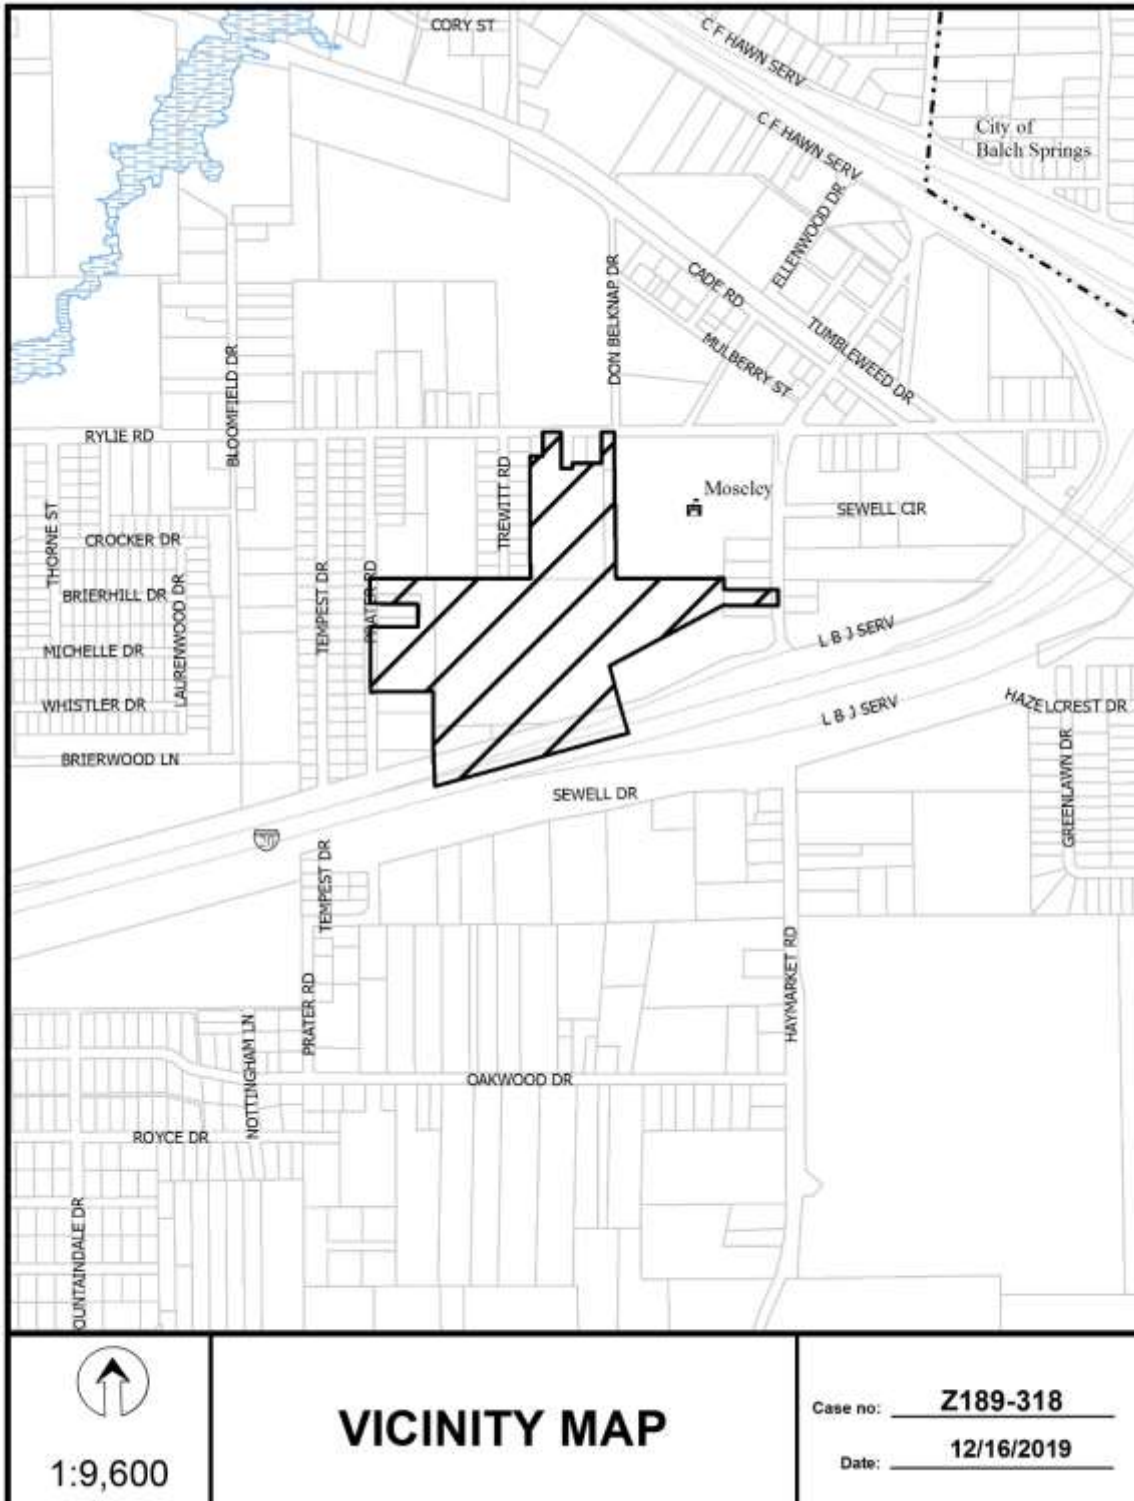 CORY ST
C F HAWN SERV
C F HAWN SERV
City of
Balch Springs
ELLENWOOD DR
DON BELKNAP DR
CADE RD
TUMBLEWEED DR
MULBERRY ST
BLOOMFIELD DR
RYLIE RD
TREWITT RD
Moseley
SEWELL CIR
THORNE ST
CROCKER DR
BRIERHILL DR
LAURENWOOD DR
TEMPEST DR
PRATER RD
MICHELLE DR
WHISTLER DR
BRIERWOOD LN
L B J SERV
L B J SERV
HAZELCREST DR
GREENLAWN DR
SEWELL DR
TEMPEST DR
PRATER RD
HAYMARKET RD
NOTTINGHAM LN
OAKWOOD DR
ROYCE DR
OUNTAINDALE DR
1:9,600
VICINITY MAP
Case no: Z189-318
Date: 12/16/2019